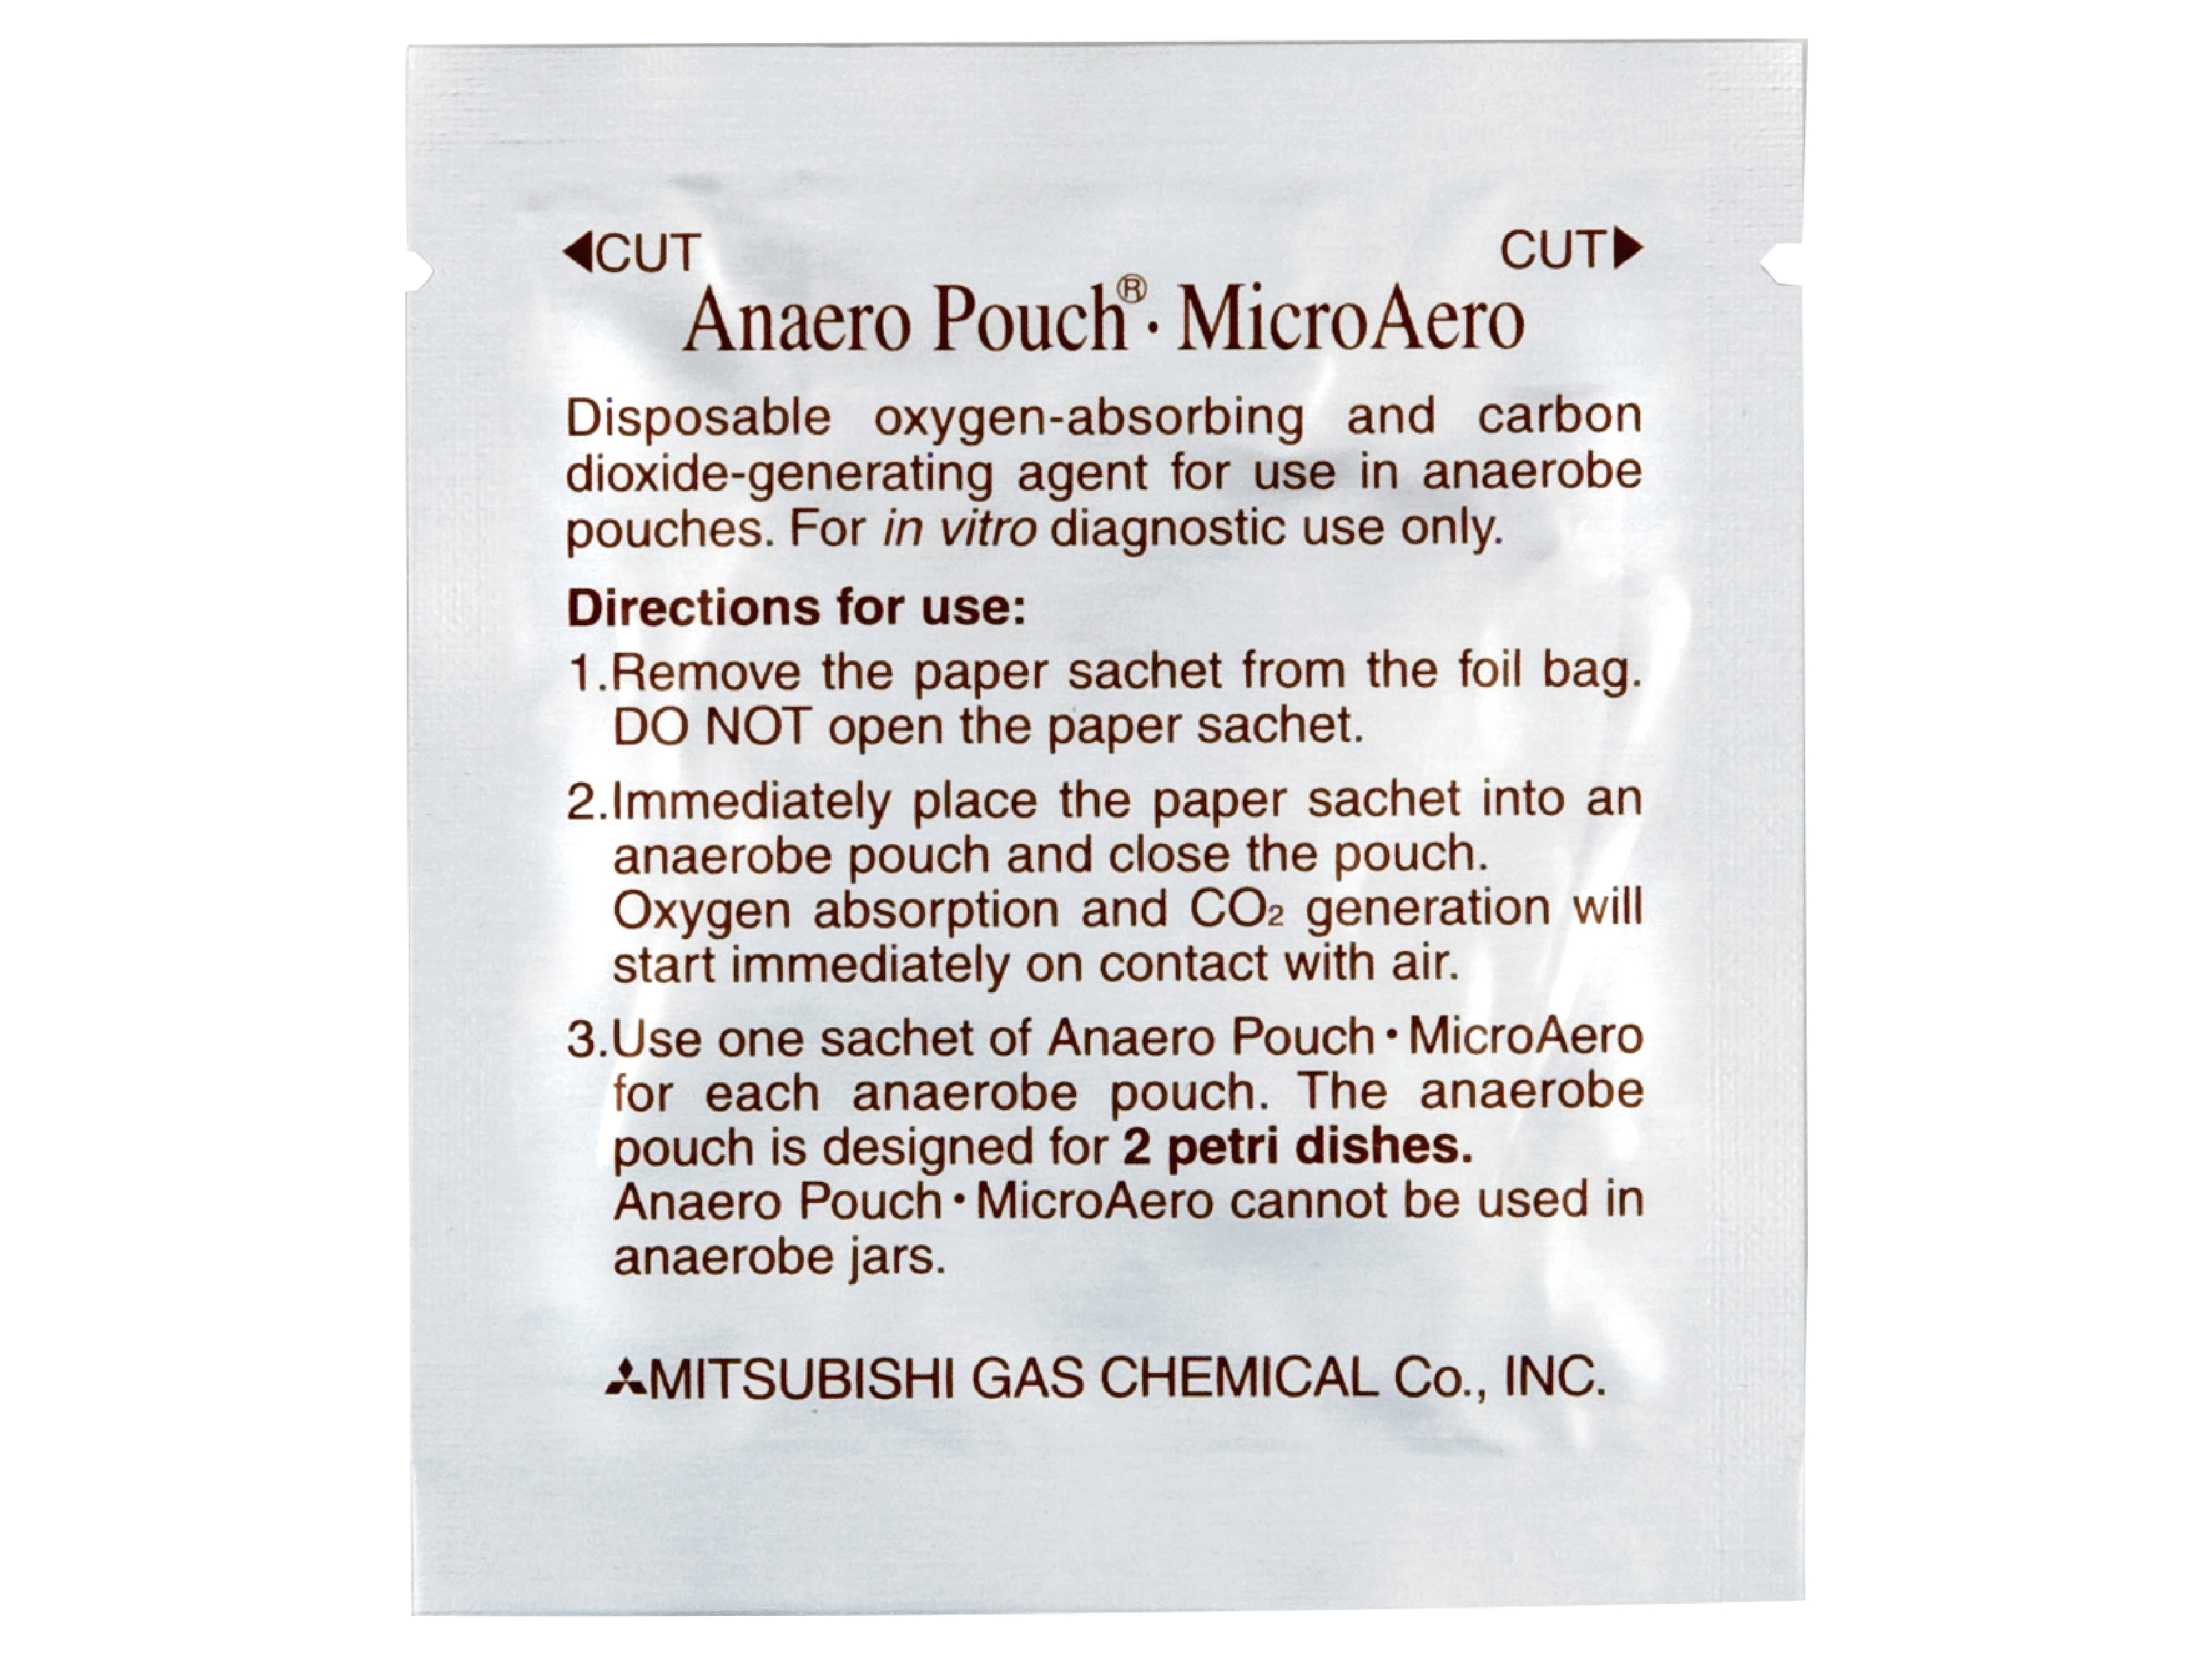 ◀CUT CUT▶
Anaero Pouch®· MicroAero
Disposable oxygen-absorbing and carbon
dioxide-generating agent for use in anaerobe
pouches. For in vitro diagnostic use only.
Directions for use:
1.Remove the paper sachet from the foil bag.
DO NOT open the paper sachet.
2.Immediately place the paper sachet into an
anaerobe pouch and close the pouch.
Oxygen absorption and CO₂ generation will
start immediately on contact with air.
3.Use one sachet of Anaero Pouch・MicroAero
for each anaerobe pouch. The anaerobe
pouch is designed for 2 petri dishes.
Anaero Pouch・MicroAero cannot be used in
anaerobe jars.
MITSUBISHI GAS CHEMICAL Co., INC.